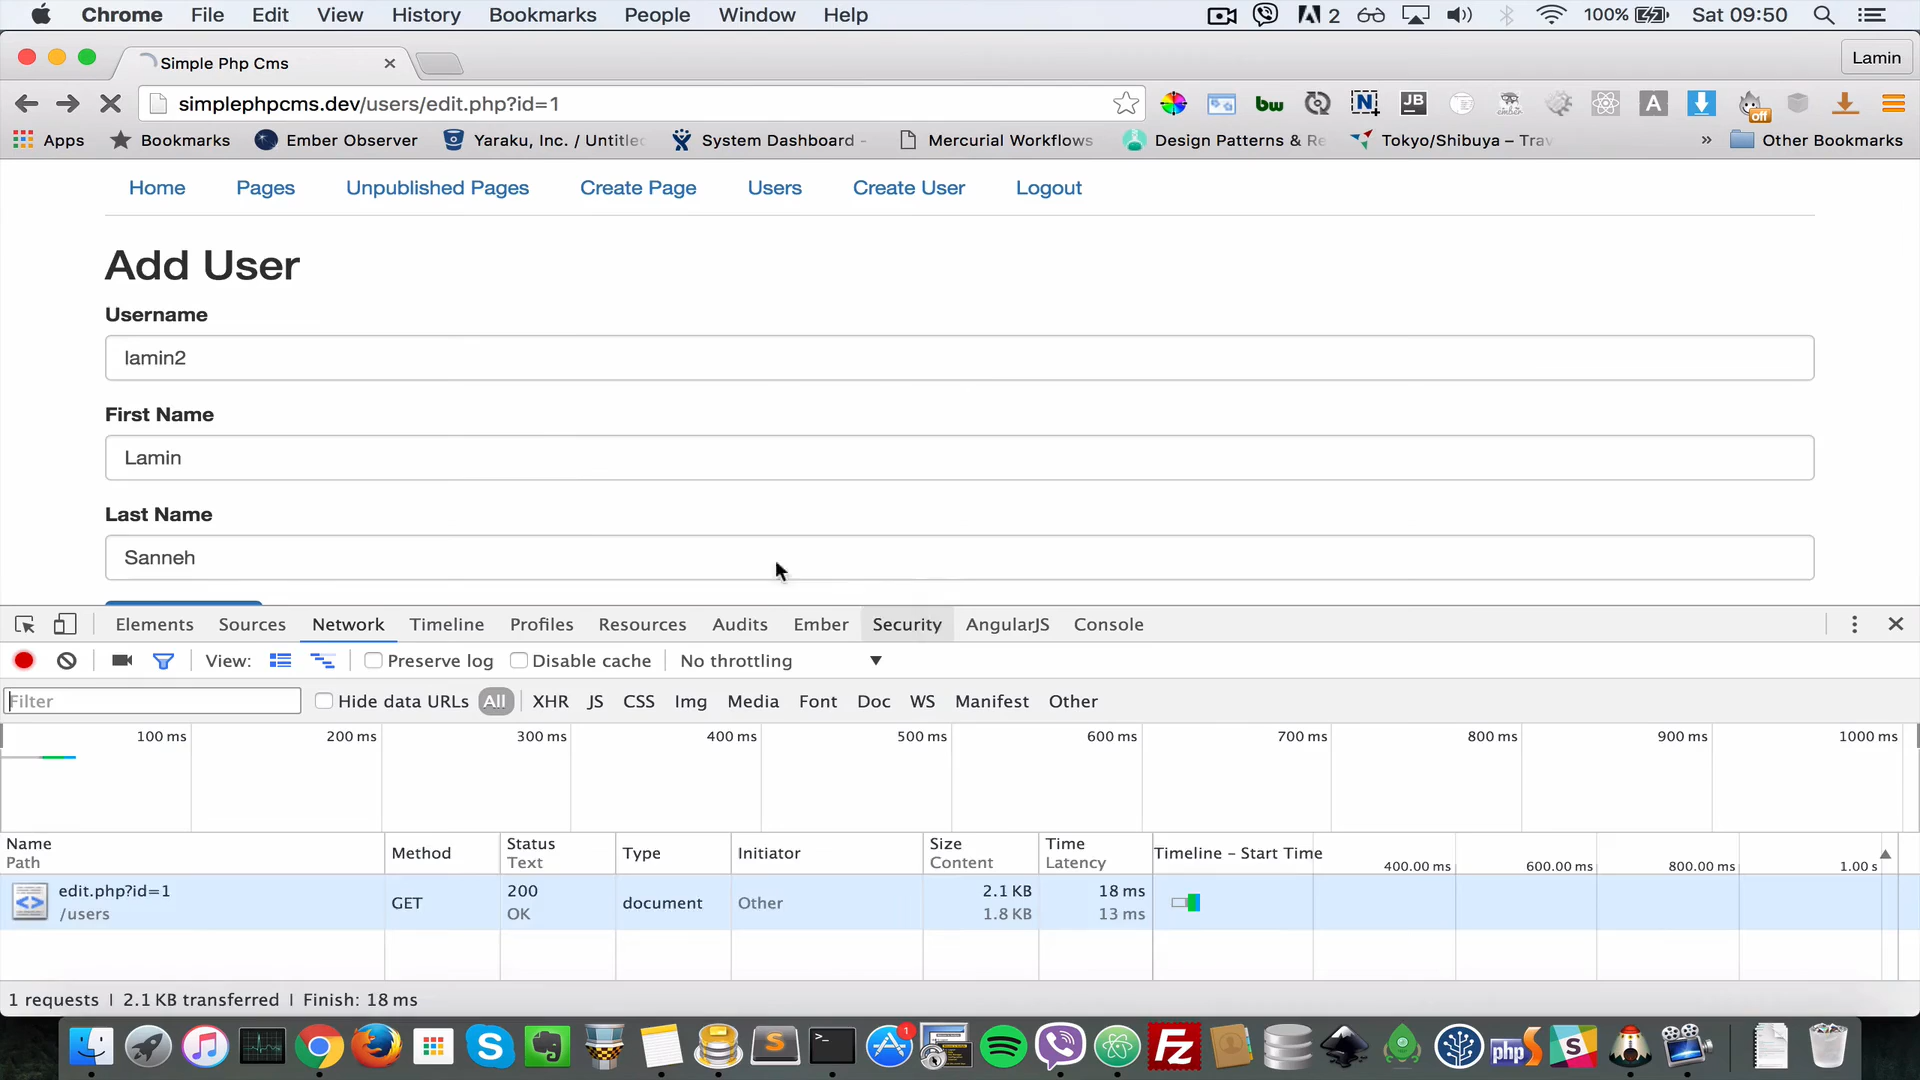 Chrome File Edit View History Bookmarks People Window Help 2 100% Sat 09:50
Simple Php Cms Lamin
simplephpcms.dev/users/edit.php?id=1 bw N JB A off
Apps Bookmarks Ember Observer Yaraku, Inc. / Untitle System Dashboard - Mercurial Workflows Design Patterns & Re Tokyo/Shibuya – Trav » Other Bookmarks
Home Pages Unpublished Pages Create Page Users Create User Logout
Add User
Username
lamin2
First Name
Lamin
Last Name
Sanneh
Elements Sources Network Timeline Profiles Resources Audits Ember Security AngularJS Console
View: Preserve log Disable cache No throttling
Filter Hide data URLs All XHR JS CSS Img Media Font Doc WS Manifest Other
100 ms 200 ms 300 ms 400 ms 500 ms 600 ms 700 ms 800 ms 900 ms 1000 ms
Name Path Method Status Text Type Initiator Size Content Time Latency Timeline – Start Time 400.00 ms 600.00 ms 800.00 ms 1.00 s
edit.php?id=1 200 2.1 KB 18 ms
/users GET OK document Other 1.8 KB 13 ms
1 requests | 2.1 KB transferred | Finish: 18 ms
S S >_ 1 Fz php S